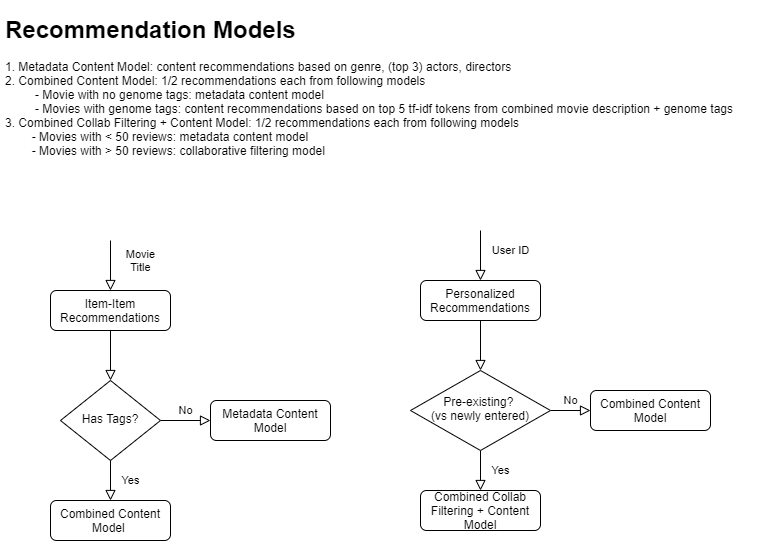 Recommendation Models
1. Metadata Content Model: content recommendations based on genre, (top 3) actors, directors
2. Combined Content Model: 1/2 recommendations each from following models
- Movie with no genome tags: metadata content model
- Movies with genome tags: content recommendations based on top 5 tf-idf tokens from combined movie description + genome tags
3. Combined Collab Filtering + Content Model: 1/2 recommendations each from following models
- Movies with < 50 reviews: metadata content model
- Movies with > 50 reviews: collaborative filtering model
Movie
Title
Item-Item
Recommendations
Has Tags?
No
Metadata Content
Model
Yes
Combined Content
Model
User ID
Personalized
Recommendations
Pre-existing?
(vs newly entered)
No
Combined Content
Model
Yes
Combined Collab
Filtering + Content
Model